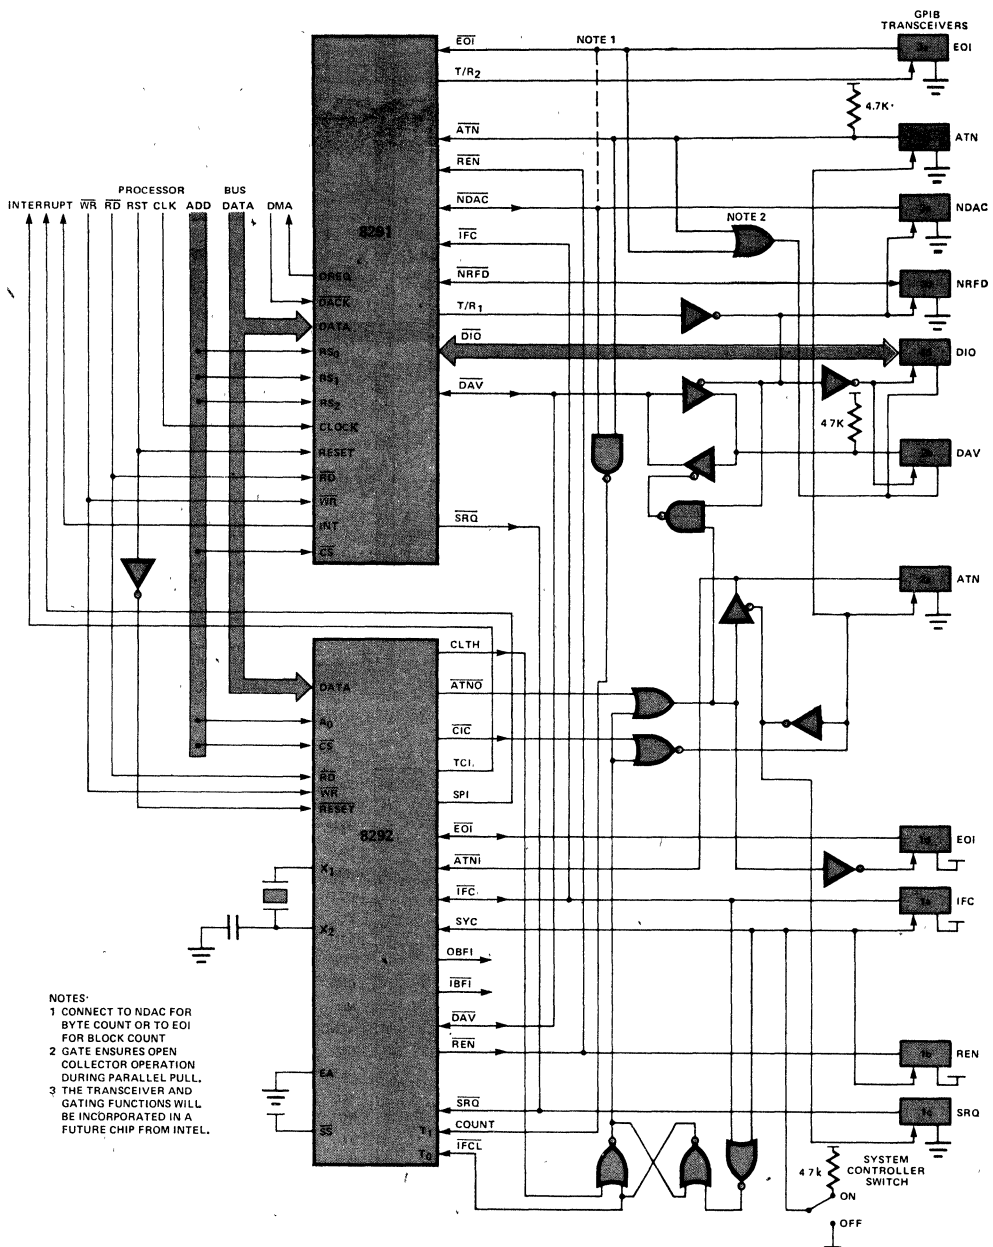 GPIB
TRANSCEIVERS
EOI
NOTE 1
EOI
T/R2
4.7K
ATN
ATN
REN
PROCESSOR BUS
INTERRUPT WR RD RST CLK ADD DATA DMA
NDAC
NDAC
8291
NOTE 2
IFC
DREQ
NRFD
NRFD
DACK
T/R1
DATA
DIO
DIO
RS0
RS1
DAV
RS2
4 7K
CLOCK
DAV
RESET
RD
WR
INT
SRQ
CS
ATN
CLTH
DATA
ATNO
A0
CIC
CS
TCI.
RD
WR
SPI
RESET
8292
EOI
EOI
X1
ATNI
IFC
IFC
X2
SYC
OBFI
IBFI
NOTES
1 CONNECT TO NDAC FOR
BYTE COUNT OR TO EOI
FOR BLOCK COUNT
2 GATE ENSURES OPEN
COLLECTOR OPERATION
DURING PARALLEL PULL.
3 THE TRANSCEIVER AND
GATING FUNCTIONS WILL
BE INCORPORATED IN A
FUTURE CHIP FROM INTEL.
DAV
REN
REN
EA
SRQ
SRQ
SS
T1
COUNT
T0
IFCL
4 7k
SYSTEM
CONTROLLER
SWITCH
ON
OFF